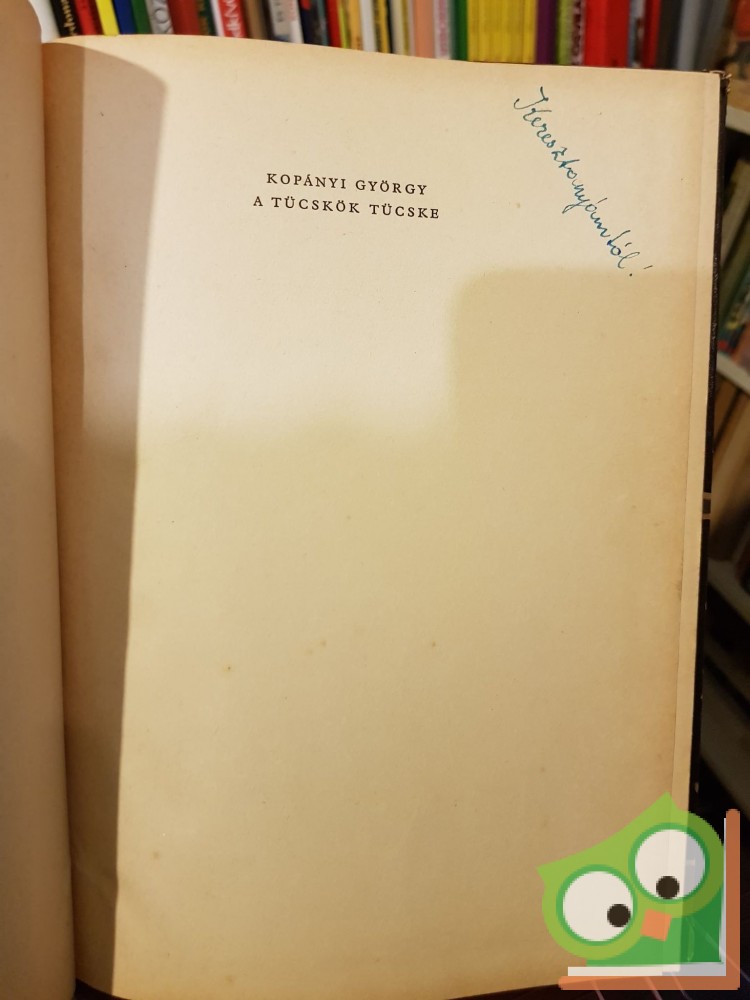 KOPÁNYI GYÖRGY
A TÜCSKÖK TÜCSKE
Keresztanyámtól!